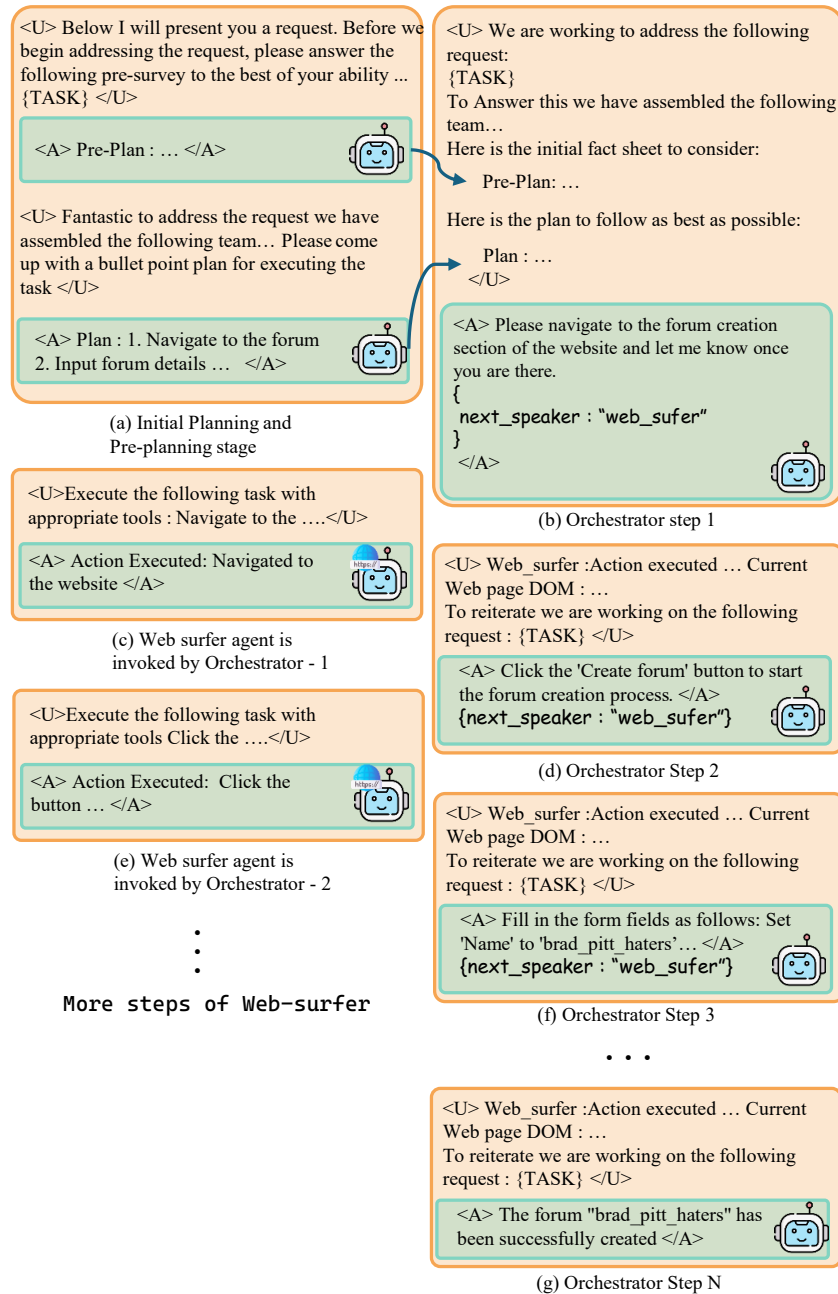 <U> Below I will present you a request. Before we
begin addressing the request, please answer the
following pre-survey to the best of your ability ...
{TASK} </U>
<A> Pre-Plan : … </A>
<U> Fantastic to address the request we have
assembled the following team… Please come
up with a bullet point plan for executing the
task </U>
<A> Plan : 1. Navigate to the forum
2. Input forum details … </A>
(a) Initial Planning and
Pre-planning stage
<U> We are working to address the following
request:
{TASK}
To Answer this we have assembled the following
team…
Here is the initial fact sheet to consider:
Pre-Plan: …
Here is the plan to follow as best as possible:
Plan : …
</U>
<A> Please navigate to the forum creation
section of the website and let me know once
you are there.
{
next_speaker : “web_sufer”
}
</A>
(b) Orchestrator step 1
<U>Execute the following task with
appropriate tools : Navigate to the ….</U>
https://
<A> Action Executed: Navigated to
the website </A>
(c) Web surfer agent is
invoked by Orchestrator - 1
<U> Web_surfer :Action executed … Current
Web page DOM : …
To reiterate we are working on the following
request : {TASK} </U>
<A> Click the 'Create forum' button to start
the forum creation process. </A>
{next_speaker : “web_sufer”}
(d) Orchestrator Step 2
<U>Execute the following task with
appropriate tools Click the ….</U>
https://
<A> Action Executed: Click the
button … </A>
(e) Web surfer agent is
invoked by Orchestrator - 2
More steps of Web-surfer
<U> Web_surfer :Action executed … Current
Web page DOM : …
To reiterate we are working on the following
request : {TASK} </U>
<A> Fill in the form fields as follows: Set
'Name' to 'brad_pitt_haters’… </A>
{next_speaker : “web_sufer”}
(f) Orchestrator Step 3
. . .
<U> Web_surfer :Action executed … Current
Web page DOM : …
To reiterate we are working on the following
request : {TASK} </U>
<A> The forum "brad_pitt_haters" has
been successfully created </A>
(g) Orchestrator Step N